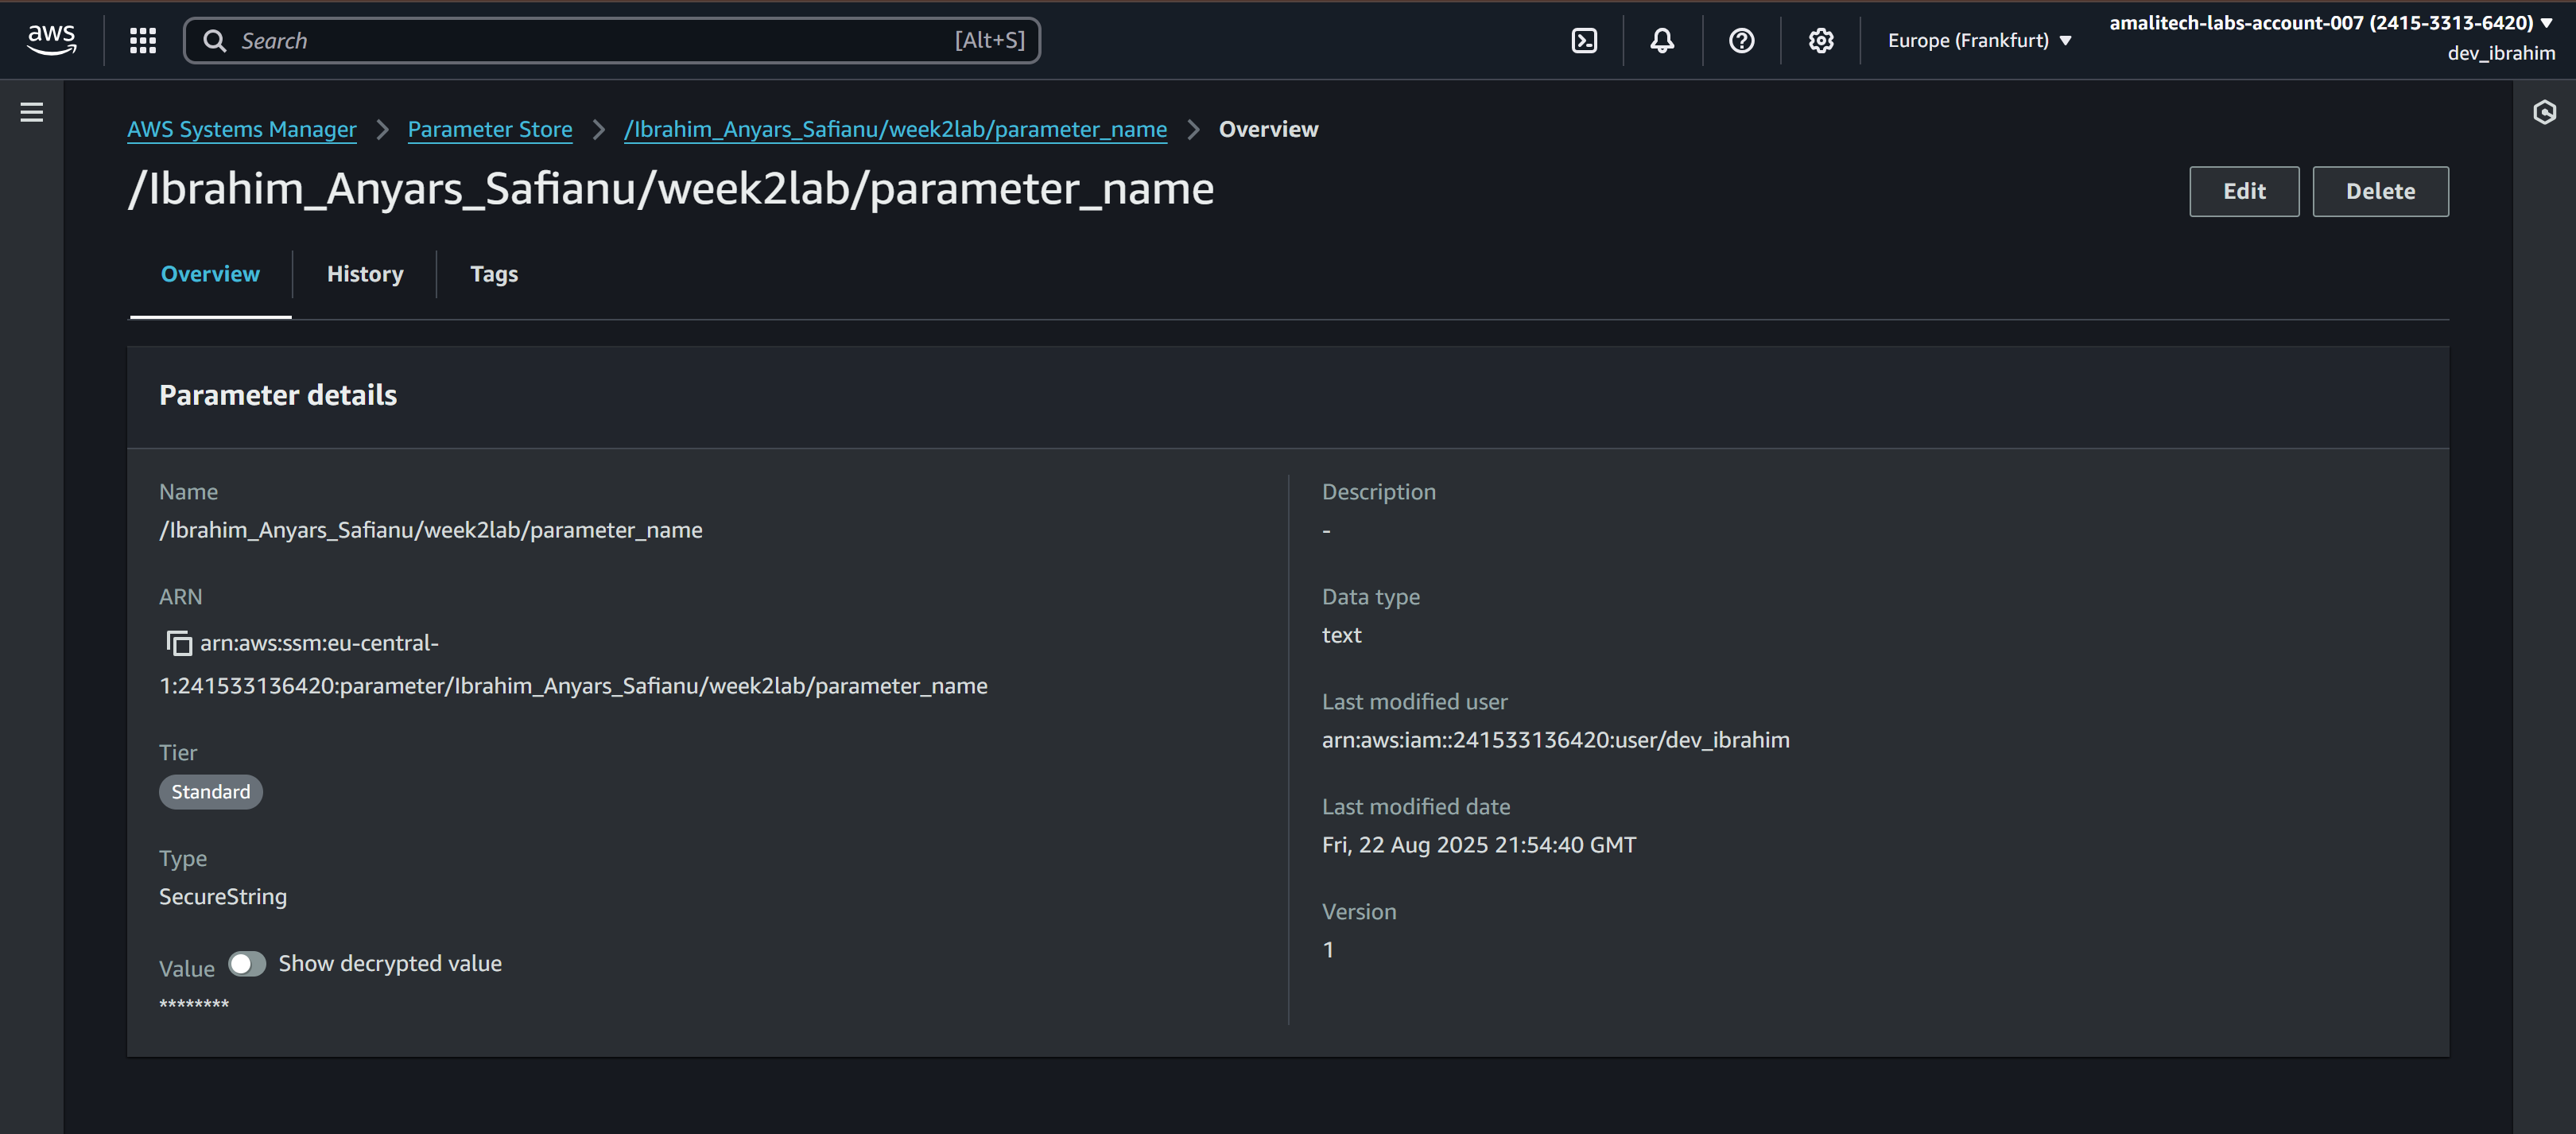 aws
Search [Alt+S]
Europe (Frankfurt)
amalitech-labs-account-007 (2415-3313-6420)
dev_ibrahim
AWS Systems Manager > Parameter Store > /Ibrahim_Anyars_Safianu/week2lab/parameter_name > Overview
/Ibrahim_Anyars_Safianu/week2lab/parameter_name
Edit
Delete
Overview
History
Tags
Parameter details
Name
/Ibrahim_Anyars_Safianu/week2lab/parameter_name
ARN
arn:aws:ssm:eu-central-
1:241533136420:parameter/Ibrahim_Anyars_Safianu/week2lab/parameter_name
Tier
Standard
Type
SecureString
Value Show decrypted value
********
Description
-
Data type
text
Last modified user
arn:aws:iam::241533136420:user/dev_ibrahim
Last modified date
Fri, 22 Aug 2025 21:54:40 GMT
Version
1